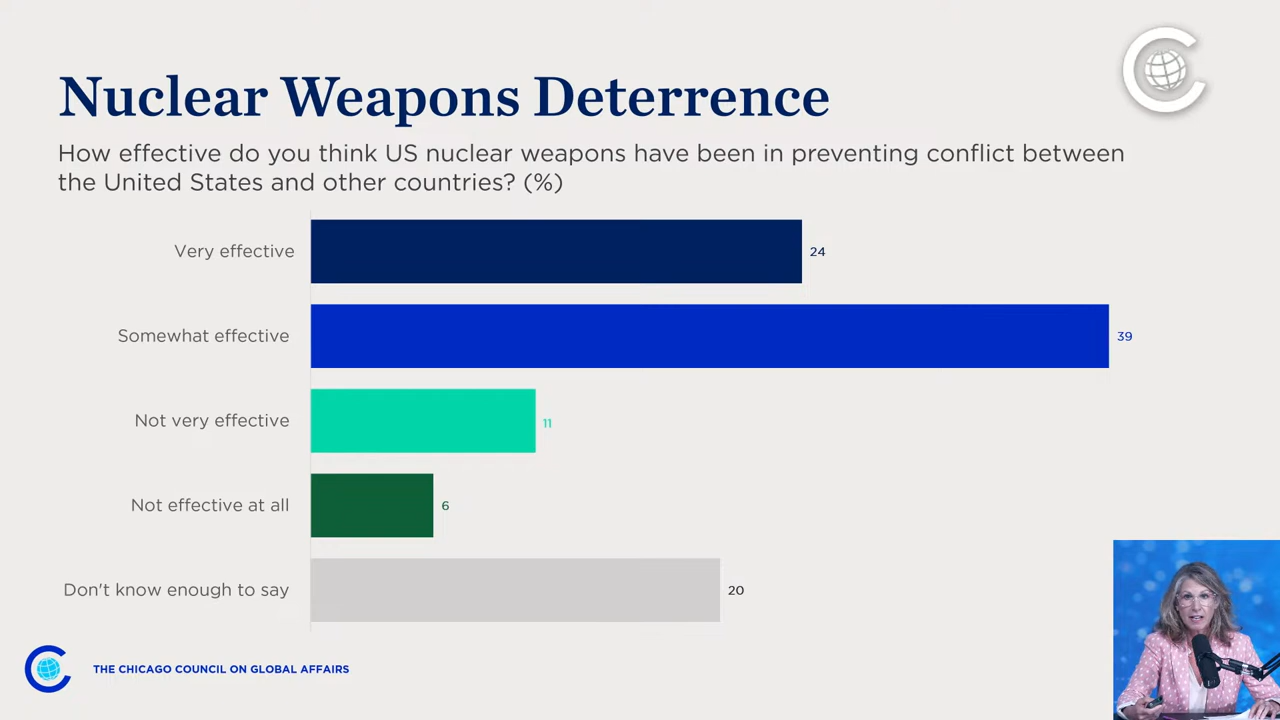 Nuclear Weapons Deterrence
How effective do you think US nuclear weapons have been in preventing conflict between
the United States and other countries? (%)
Very effective 24
Somewhat effective 39
Not very effective 11
Not effective at all 6
Don't know enough to say 20
THE CHICAGO COUNCIL ON GLOBAL AFFAIRS